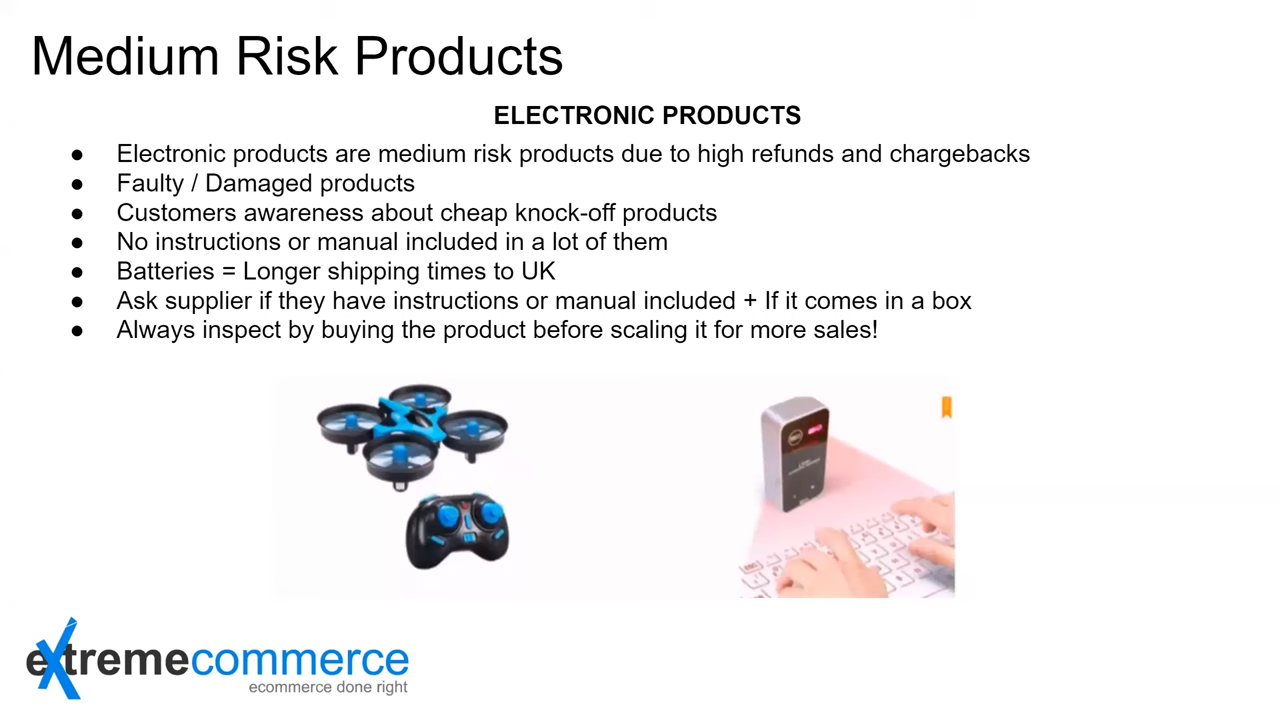 Medium Risk Products
ELECTRONIC PRODUCTS
● Electronic products are medium risk products due to high refunds and chargebacks
● Faulty / Damaged products
● Customers awareness about cheap knock-off products
● No instructions or manual included in a lot of them
● Batteries = Longer shipping times to UK
● Ask supplier if they have instructions or manual included + If it comes in a box
● Always inspect by buying the product before scaling it for more sales!
extremecommerce
ecommerce done right